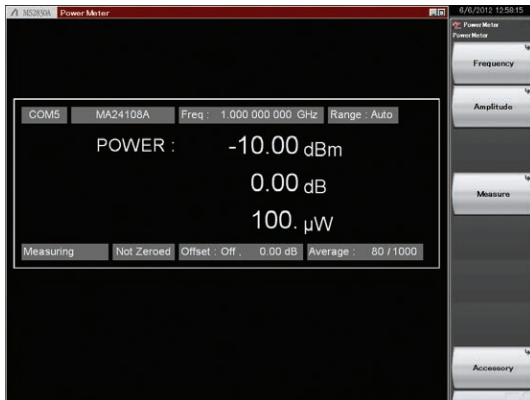 MS2830A Power Meter
6/6/2012 12:58:15
Power Meter
Power Meter
Frequency
Amplitude
COM5 MA24108A Freq : 1.000 000 000 GHz Range : Auto
POWER : -10.00 dBm
0.00 dB
100. µW
Measure
Measuring Not Zeroed Offset : Off , 0.00 dB Average : 80 / 1000
Accessory